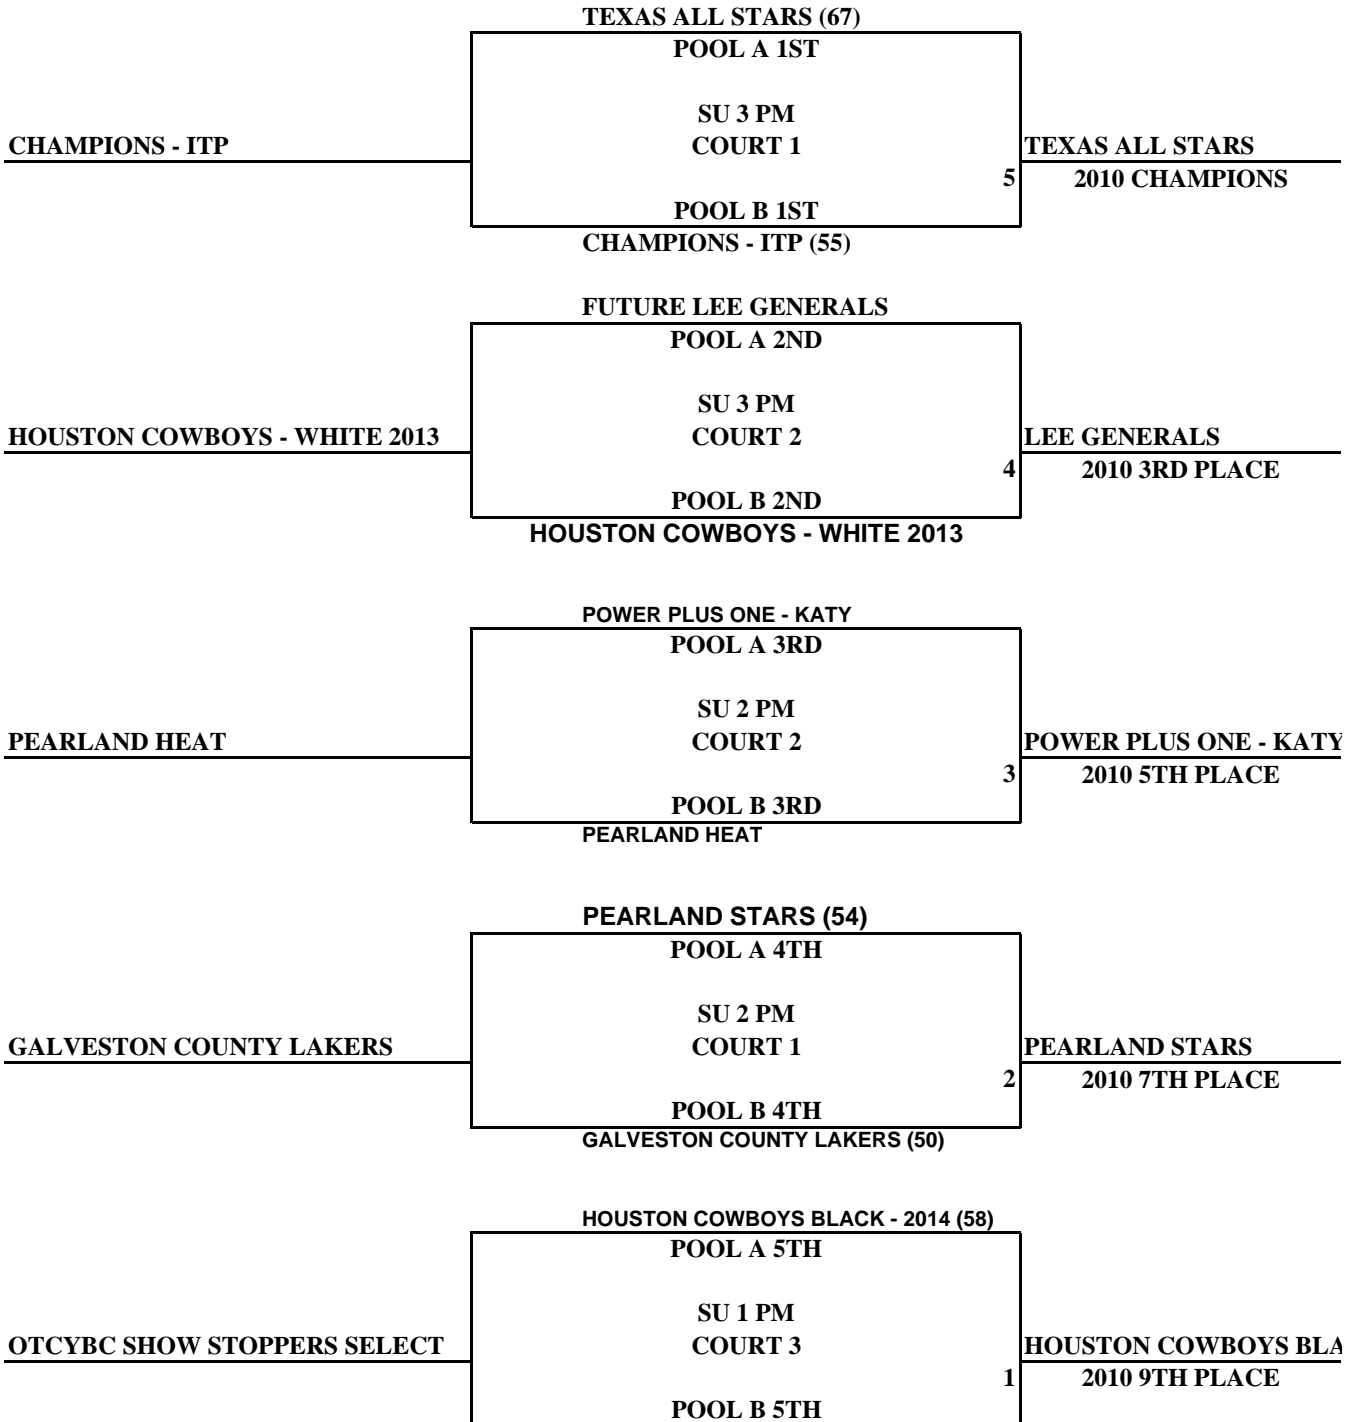 TEXAS ALL STARS (67)
POOL A 1ST
SU 3 PM
CHAMPIONS - ITP
COURT 1
TEXAS ALL STARS
5
2010 CHAMPIONS
POOL B 1ST
CHAMPIONS - ITP (55)
FUTURE LEE GENERALS
POOL A 2ND
SU 3 PM
HOUSTON COWBOYS - WHITE 2013
COURT 2
LEE GENERALS
4
2010 3RD PLACE
POOL B 2ND
HOUSTON COWBOYS - WHITE 2013
POWER PLUS ONE - KATY
POOL A 3RD
SU 2 PM
PEARLAND HEAT
COURT 2
POWER PLUS ONE - KATY
3
2010 5TH PLACE
POOL B 3RD
PEARLAND HEAT
PEARLAND STARS (54)
POOL A 4TH
SU 2 PM
GALVESTON COUNTY LAKERS
COURT 1
PEARLAND STARS
2
2010 7TH PLACE
POOL B 4TH
GALVESTON COUNTY LAKERS (50)
HOUSTON COWBOYS BLACK - 2014 (58)
POOL A 5TH
SU 1 PM
OTCYBC SHOW STOPPERS SELECT
COURT 3
HOUSTON COWBOYS BLA
1
2010 9TH PLACE
POOL B 5TH